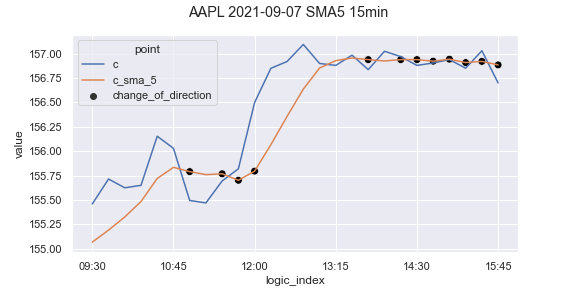 AAPL 2021-09-07 SMA5 15min
point
c
c_sma_5
change_of_direction
157.00
156.75
156.50
156.25
156.00
155.75
155.50
155.25
155.00
value
09:30 10:45 12:00 13:15 14:30 15:45
logic_index